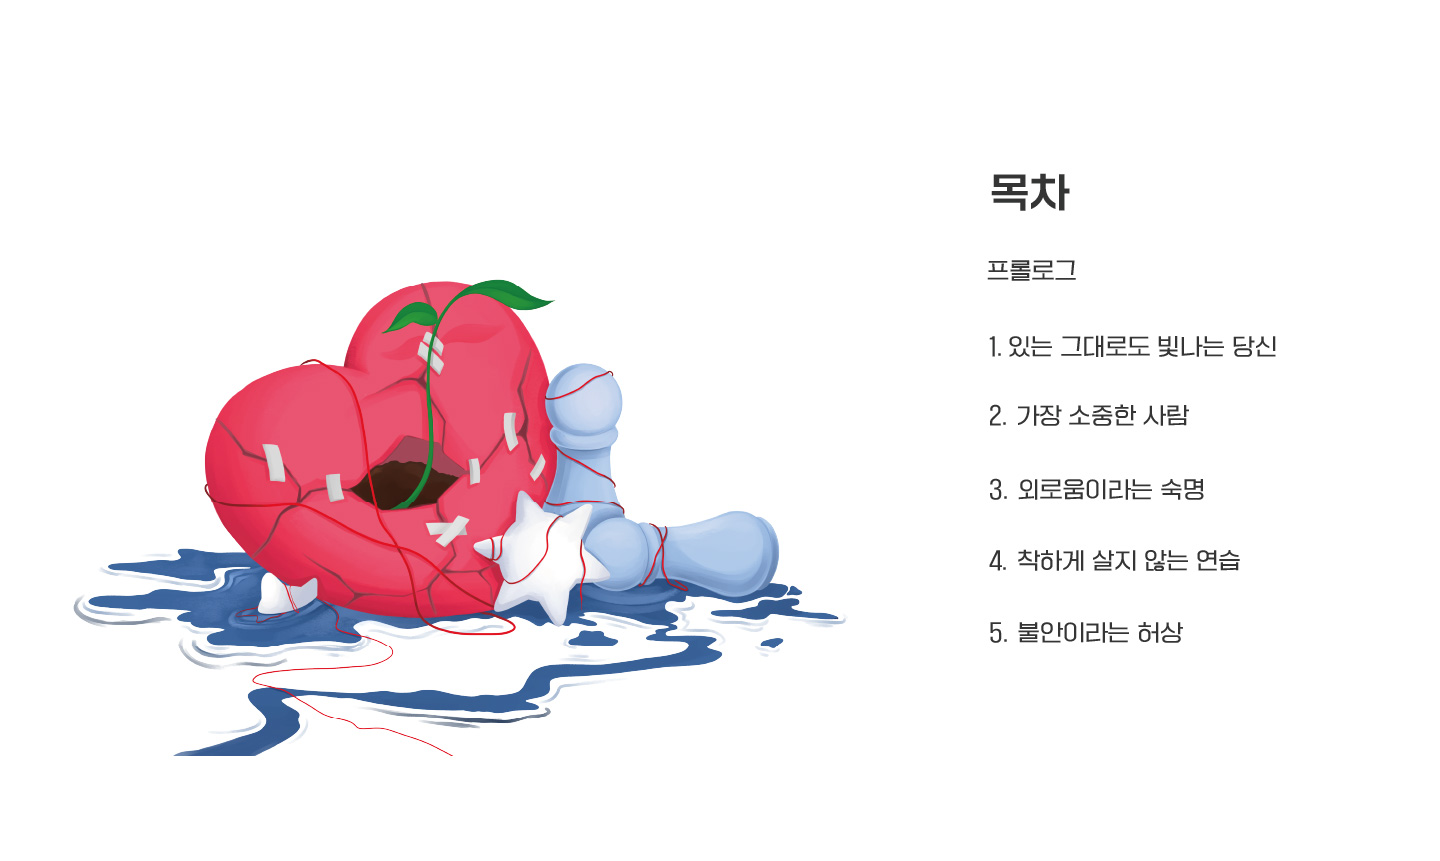 목차
프롤로그
1. 있는 그대로도 빛나는 당신
2. 가장 소중한 사람
3. 외로움이라는 숙명
4. 착하게 살지 않는 연습
5. 불안이라는 허상